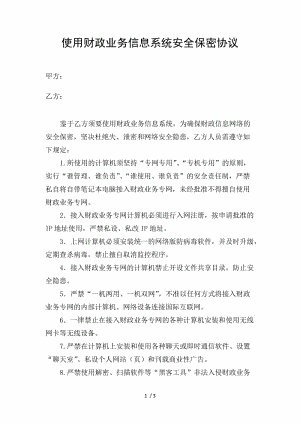 使用财政业务信息系统安全保密协议
甲方：
乙方：
鉴于乙方须要使用财政业务信息系统，为确保财政信息网络的
安全保密，坚决杜绝失、泄密和网络安全隐患，乙方人员需遵守如
下规定：
1.所使用的计算机须坚持“专网专用”、“专机专用”的原则，
实行“谁管理、谁负责”、“谁使用、谁负责”的安全责任制，严禁
私自将自带笔记本电脑接入财政业务专网，未经批准不得擅自使用
财政业务专网。
2．接入财政业务专网计算机必须进行入网注册，按申请批准的
IP 地址使用，严禁私设、私改 IP 地址。
3．上网计算机必须安装统一的网络版防病毒软件，并及时升级，
定期查杀病毒。禁止擅自取消监控程序。
4．接入财政业务专网的计算机禁止开设文件共享目录，防止安
全隐患。
5．严禁“一机两用、一机双网”，不准以任何方式将接入财政业
务专网的内部计算机、网络设备连接国际互联网。
6．一律禁止在接入财政业务专网的各种计算机安装和使用无线
网卡等无线设备。
7.严禁在计算机上安装和使用各种聊天或即时通信软件、设置
“聊天室”、私设个人网站（页）和刊载商业性广告。
8.严禁使用解密、扫描软件等“黑客工具”非法入侵财政业务专
1 / 3